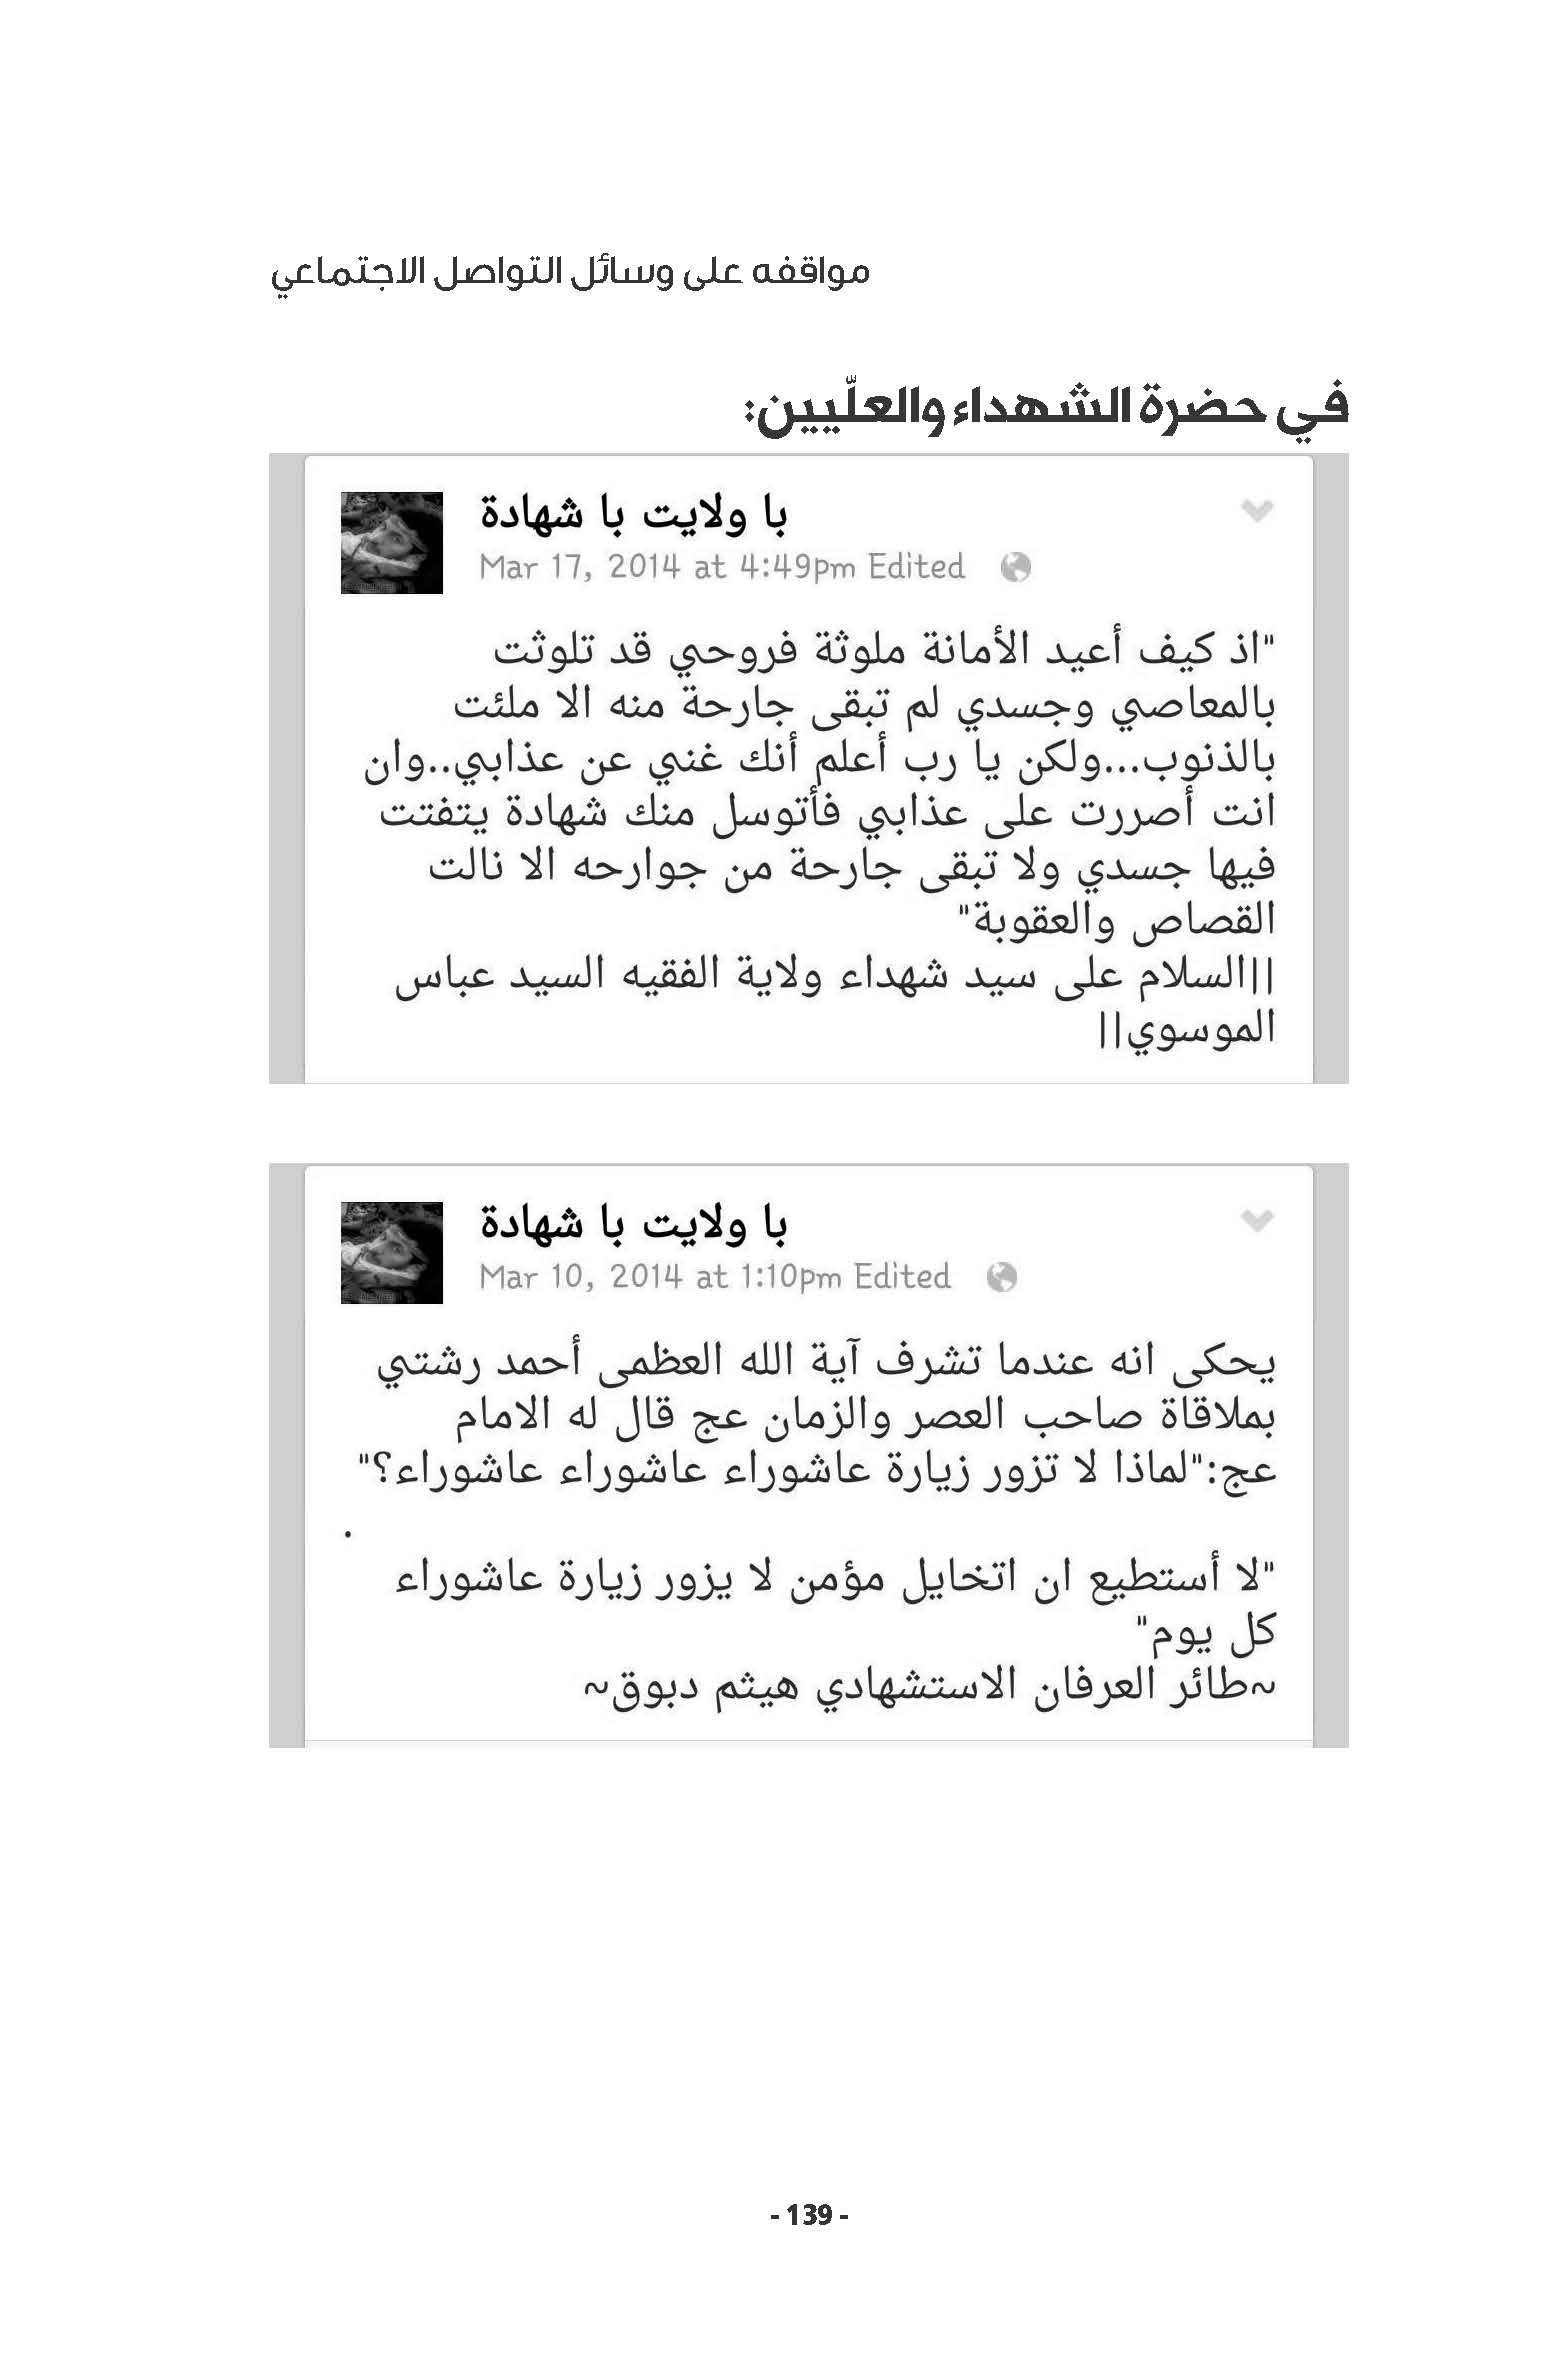 مواقفه على وسائل التواصل الاجتماعي
في حضرة الشهداء والعلّيين:
با ولايت با شهادة
Mar 17, 2014 at 4:49pm Edited
"اذ كيف أعيد الأمانة ملوثة فروحي قد تلوثت
بالمعاصي وجسدي لم تبقى جارحة منه الا ملئت
بالذنوب...ولكن يا رب أعلم أنك غني عن عذابي..وان
انت أصررت على عذابي فأتوسل منك شهادة يتفتت
فيها جسدي ولا تبقى جارحة من جوارحه الا نالت
القصاص والعقوبة"
||السلام على سيد شهداء ولاية الفقيه السيد عباس
الموسوي||
با ولايت با شهادة
Mar 10, 2014 at 1:10pm Edited
يحكى انه عندما تشرف آية الله العظمى أحمد رشتي
بملاقاة صاحب العصر والزمان عج قال له الامام
عج:"لماذا لا تزور زيارة عاشوراء عاشوراء عاشوراء؟"
.
"لا أستطيع ان اتخايل مؤمن لا يزور زيارة عاشوراء
كل يوم"
~طائر العرفان الاستشهادي هيثم دبوق~
- 139 -